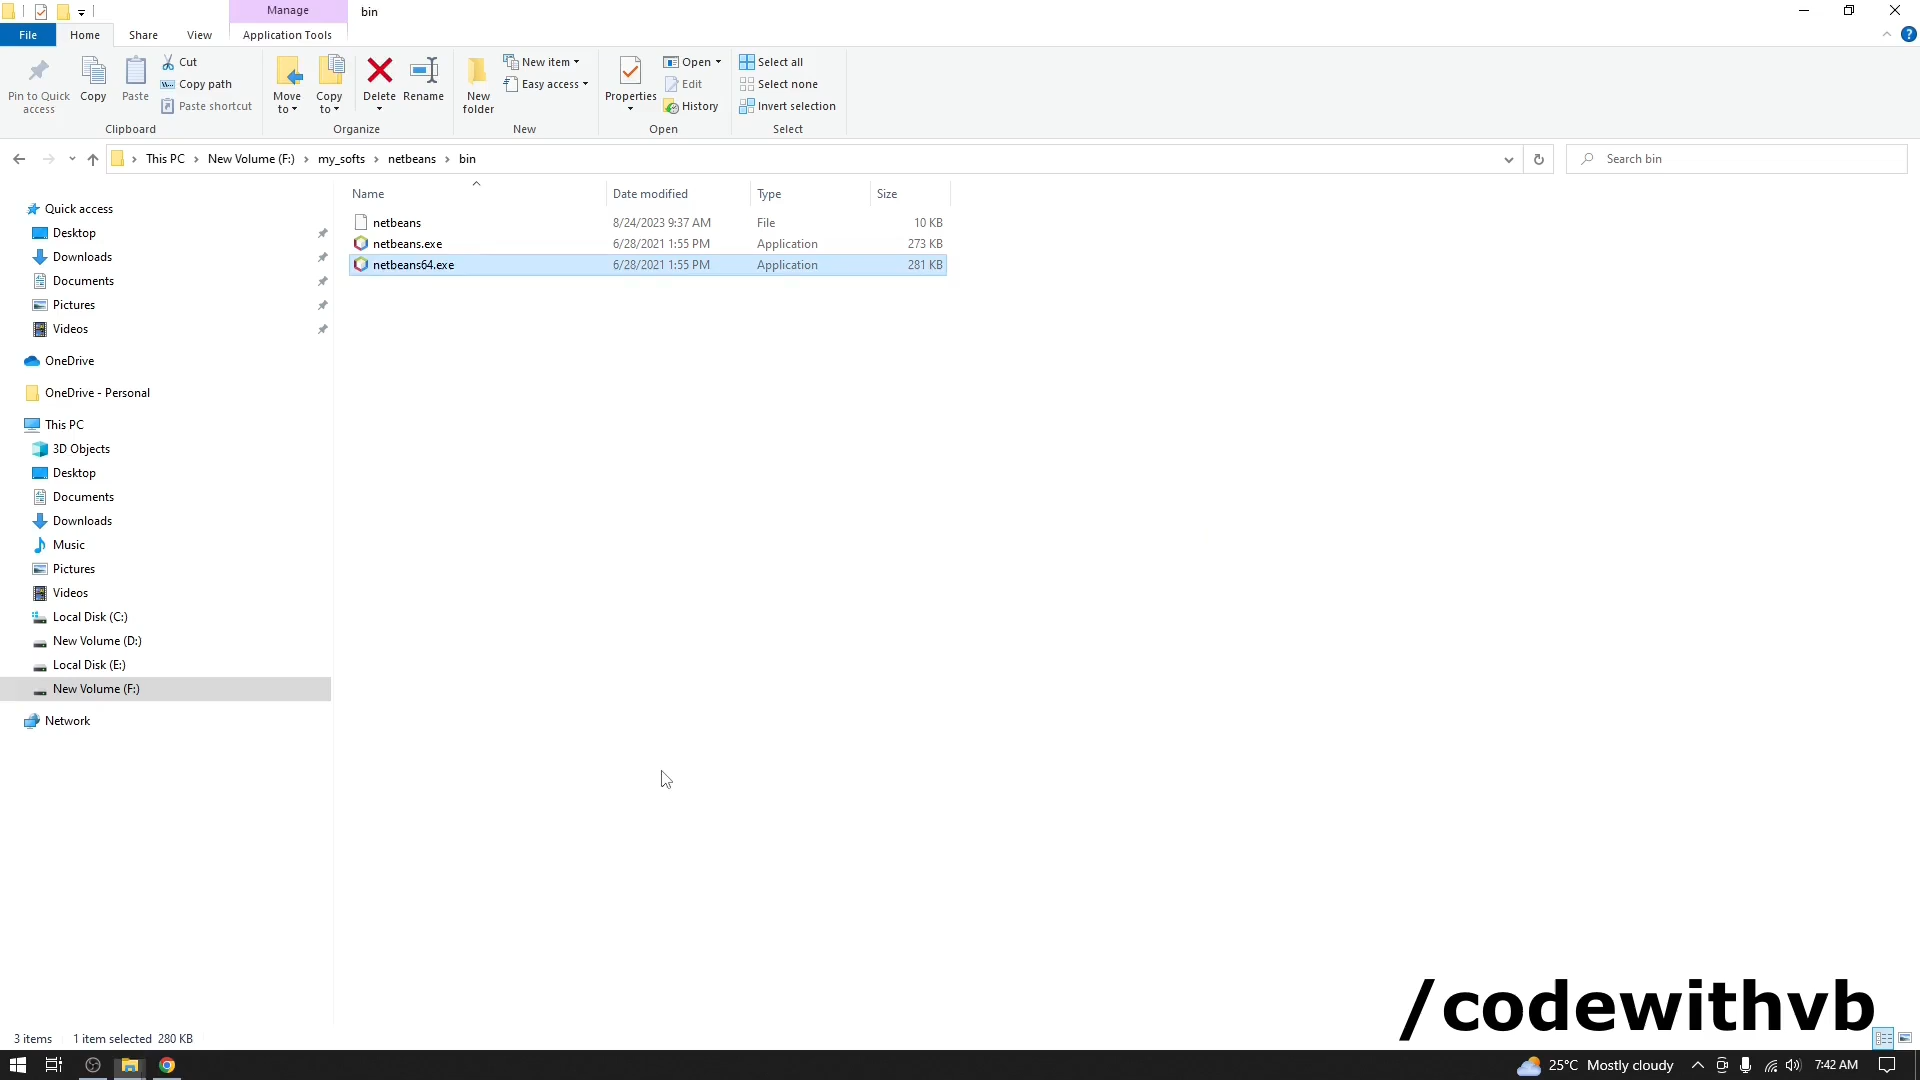 Manage
bin
File
Home
Share
View
Application Tools
Pin to Quick access
Copy
Paste
Cut
Copy path
Paste shortcut
Clipboard
Move to
Copy to
Delete
Rename
Organize
New folder
New item
Easy access
New
Properties
Open
Edit
History
Open
Select all
Select none
Invert selection
Select
This PC > New Volume (F:) > my_softs > netbeans > bin
Search bin
Quick access
Desktop
Downloads
Documents
Pictures
Videos
OneDrive
OneDrive - Personal
This PC
3D Objects
Desktop
Documents
Downloads
Music
Pictures
Videos
Local Disk (C:)
New Volume (D:)
Local Disk (E:)
New Volume (F:)
Network
Name Date modified Type Size
netbeans 8/24/2023 9:37 AM File 10 KB
netbeans.exe 6/28/2021 1:55 PM Application 273 KB
netbeans64.exe 6/28/2021 1:55 PM Application 281 KB
/codewithvb
3 items 1 item selected 280 KB
25°C Mostly cloudy
7:42 AM